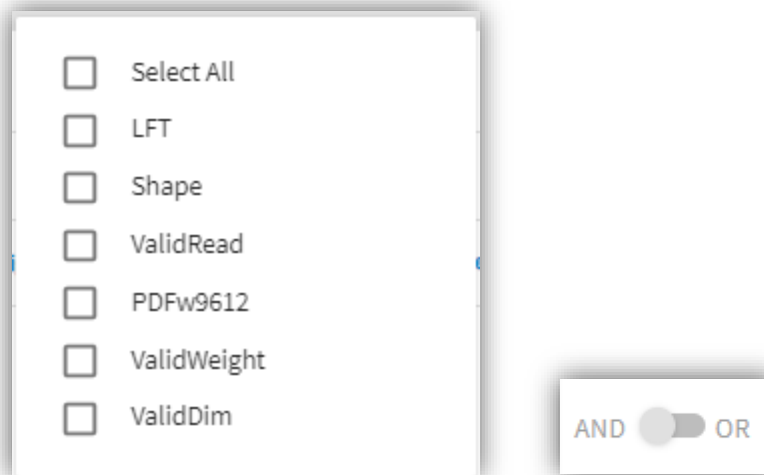 Select All
LFT
Shape
ValidRead
PDFw9612
ValidWeight
ValidDim
AND OR